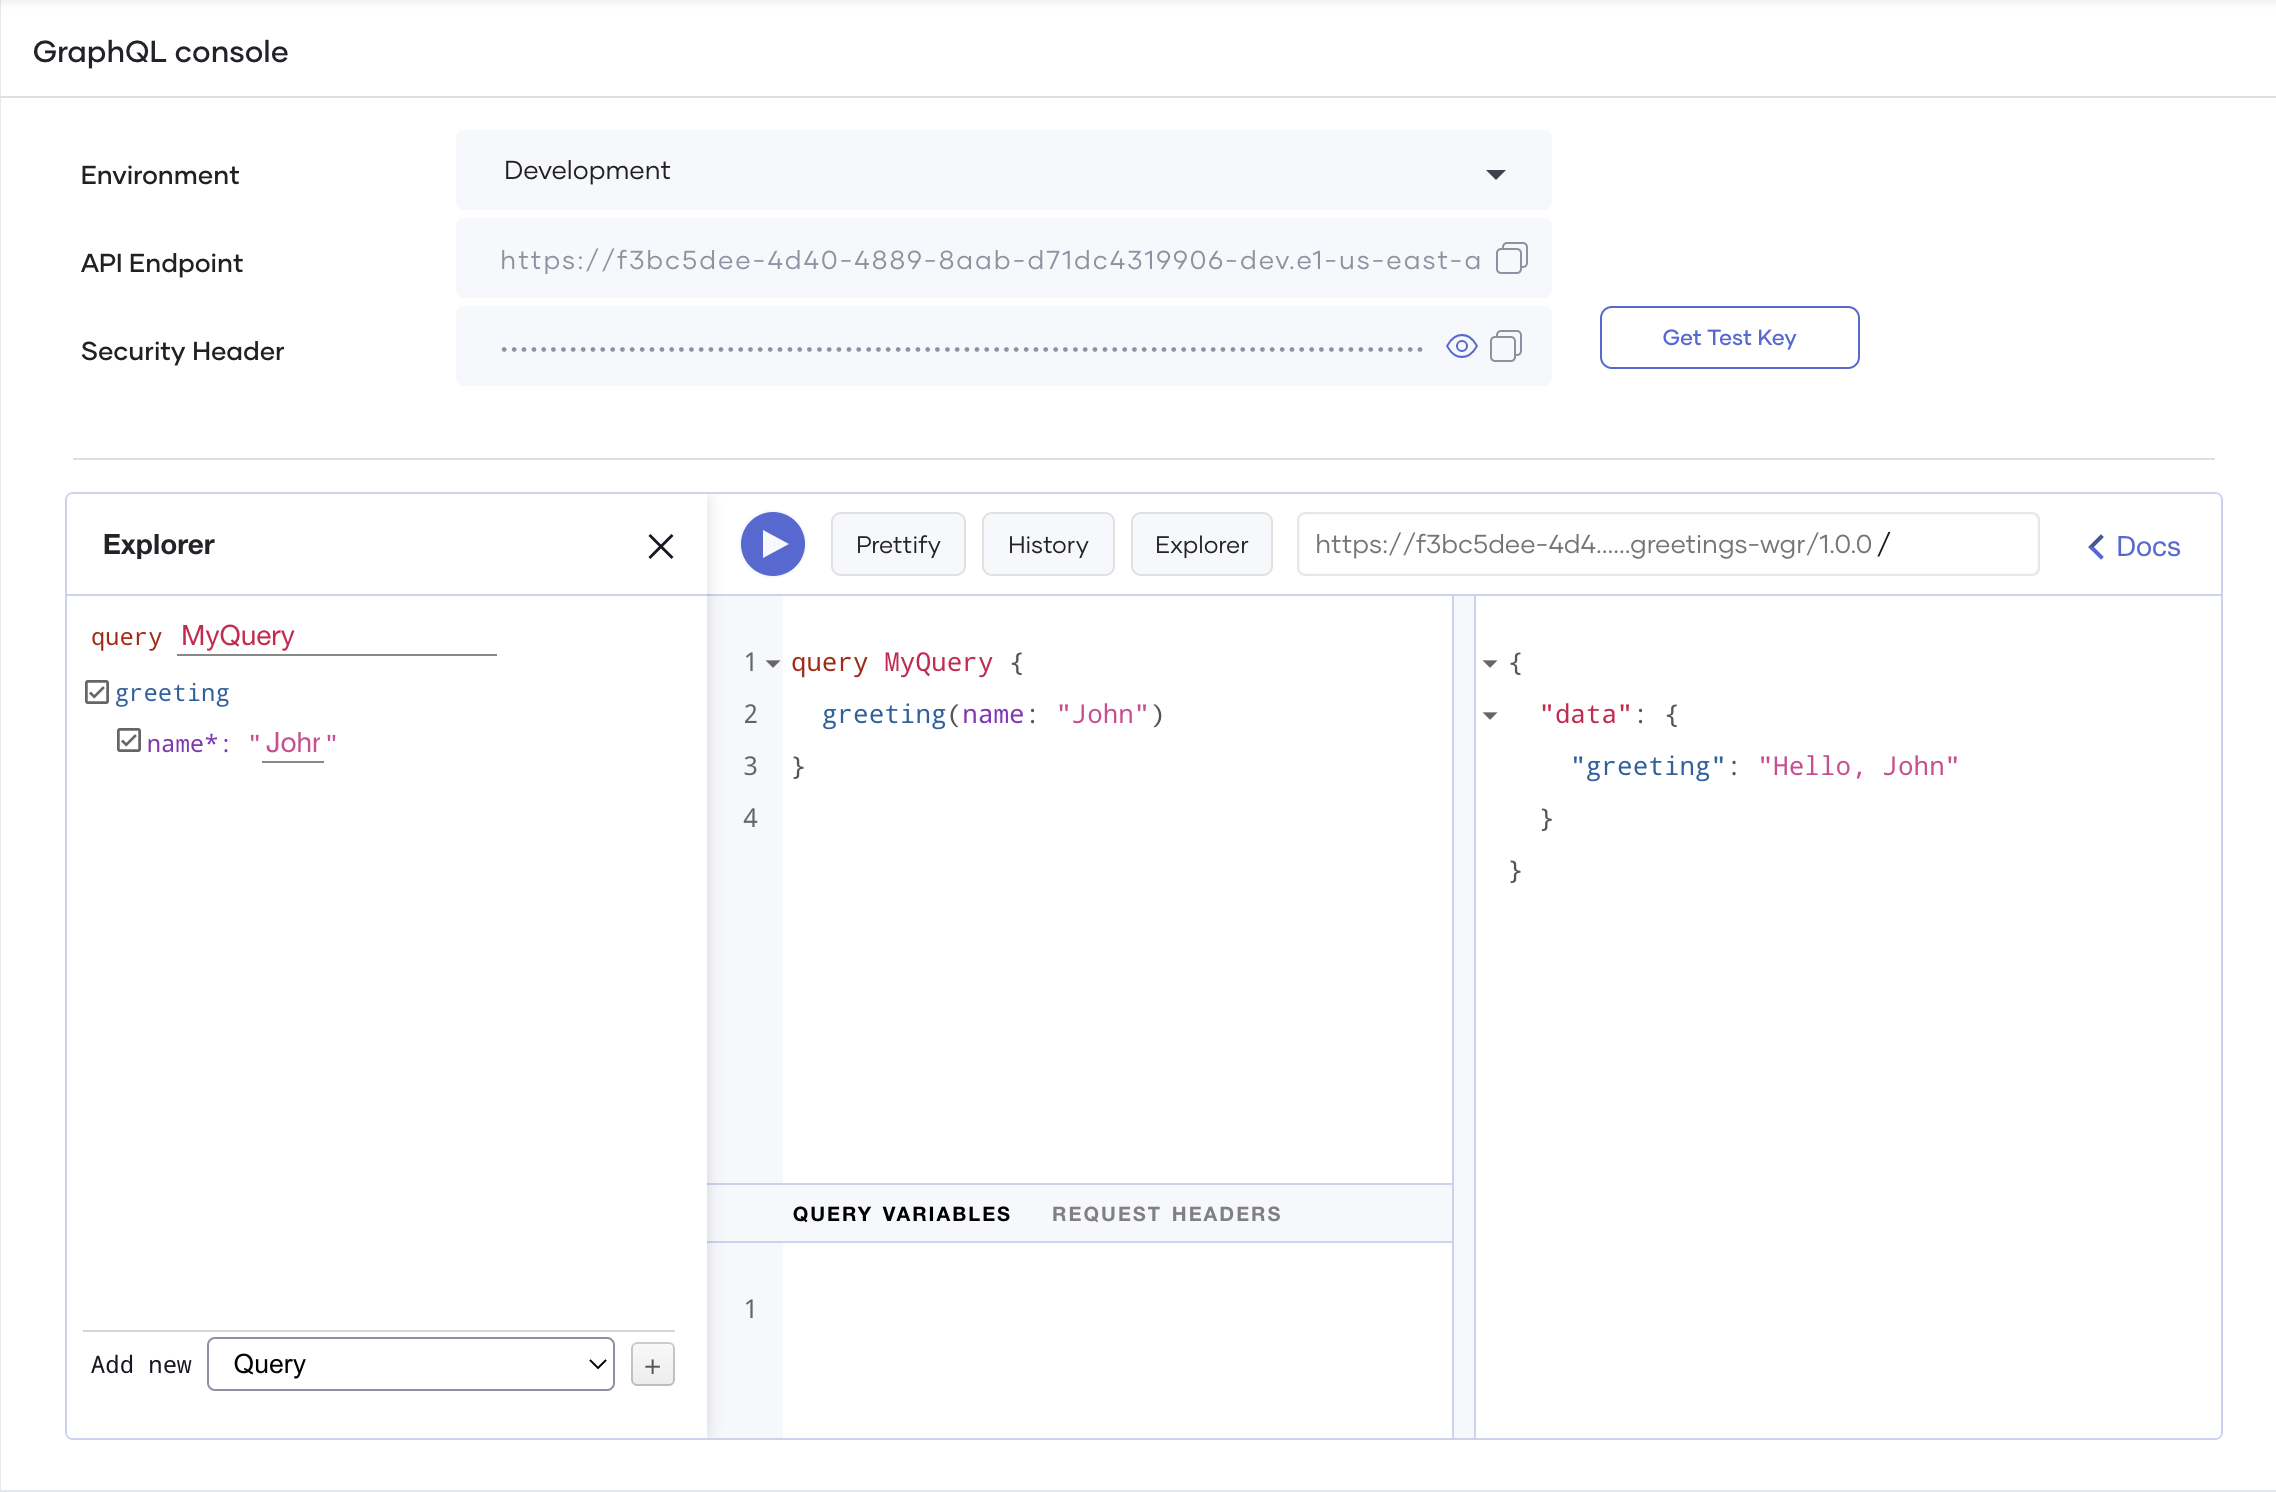 GraphQL console
Environment
Development
API Endpoint
https://f3bc5dee-4d40-4889-8aab-d71dc4319906-dev.e1-us-east-a
Security Header
Get Test Key
Explorer
Prettify
History
Explorer
https://f3bc5dee-4d4......greetings-wgr/1.0.0 /
Docs
query MyQuery
greeting
name*: "Johr"
1 query MyQuery {
2 greeting(name: "John")
3 }
4
{
"data": {
"greeting": "Hello, John"
}
}
QUERY VARIABLES REQUEST HEADERS
1
Add new Query +